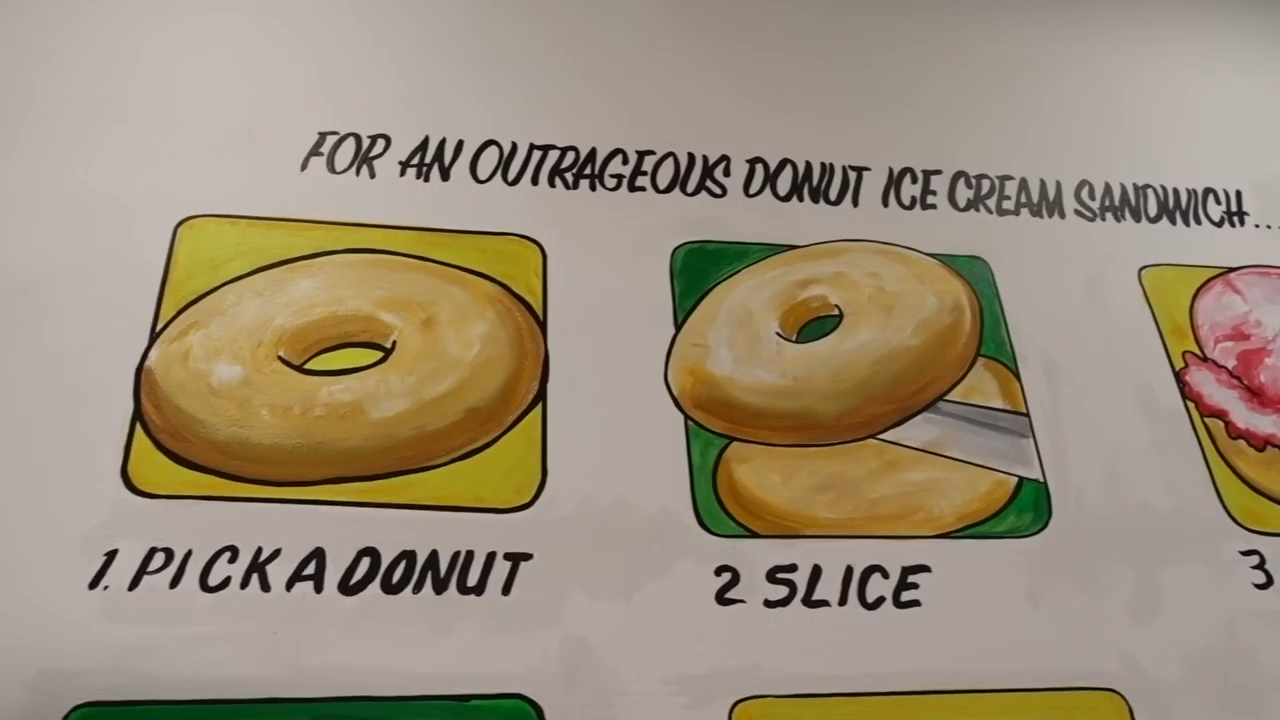 FOR AN OUTRAGEOUS DONUT ICE CREAM SANDWICH...
1. PICK A DONUT
2 SLICE
3